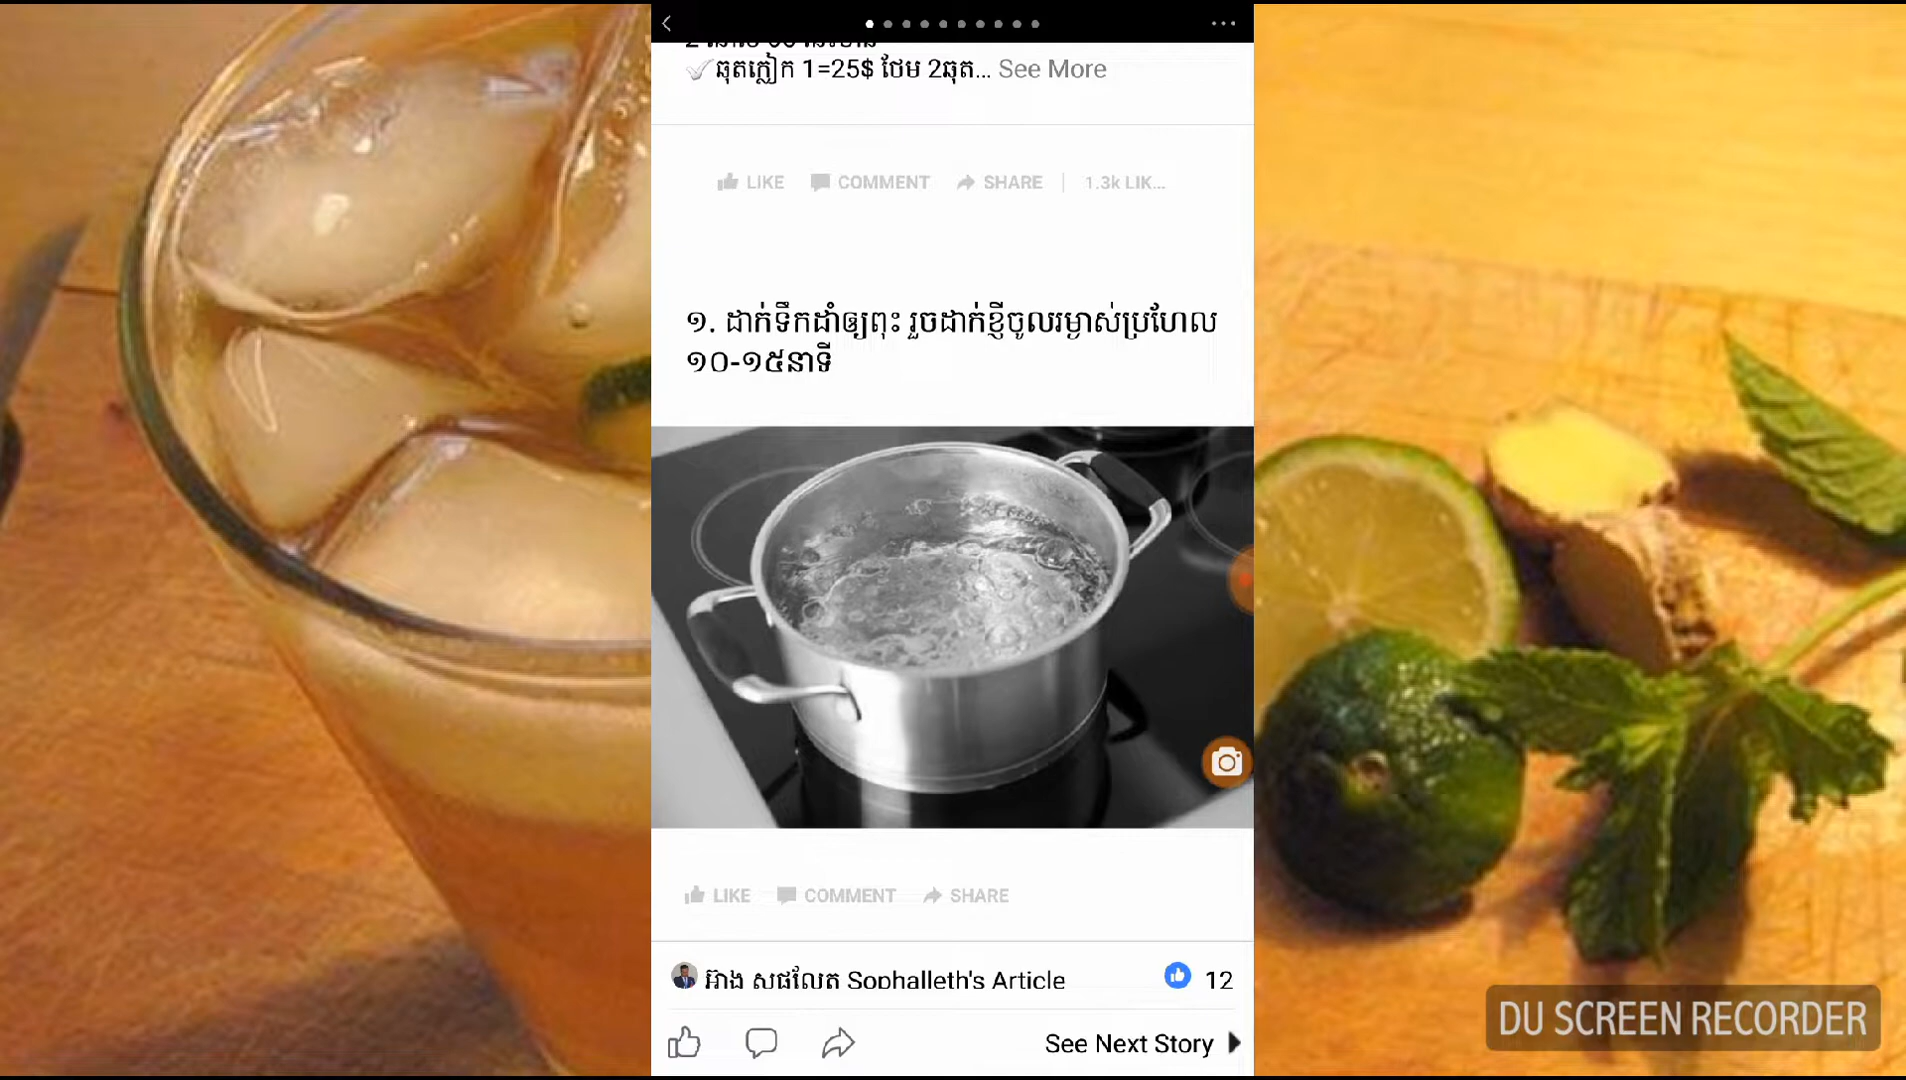 ✓ឆុតក្លៀក 1=25$ ថែម 2ឆុត... See More
LIKE COMMENT SHARE | 1.3k LIK...
១. ដាក់ទឹកដាំឲ្យពុះ រួចដាក់ខ្ញីចូលរម្ងាស់ប្រហែល
១០-១៥នាទី
LIKE COMMENT SHARE
អ៊ាង សផលែត Sophalleth's Article 12
See Next Story
DU SCREEN RECORDER